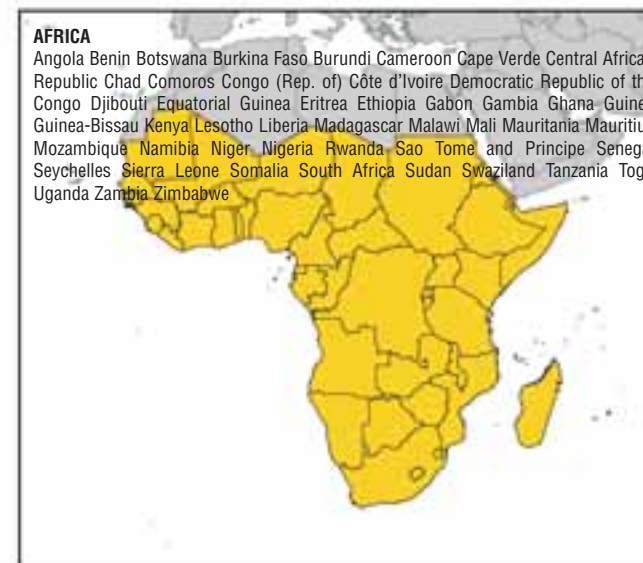 AFRICA
Angola Benin Botswana Burkina Faso Burundi Cameroon Cape Verde Central Africa
Republic Chad Comoros Congo (Rep. of) Côte d'Ivoire Democratic Republic of th
Congo Djibouti Equatorial Guinea Eritrea Ethiopia Gabon Gambia Ghana Guine
Guinea-Bissau Kenya Lesotho Liberia Madagascar Malawi Mali Mauritania Mauritiu
Mozambique Namibia Niger Nigeria Rwanda Sao Tome and Principe Senega
Seychelles Sierra Leone Somalia South Africa Sudan Swaziland Tanzania Tog
Uganda Zambia Zimbabwe